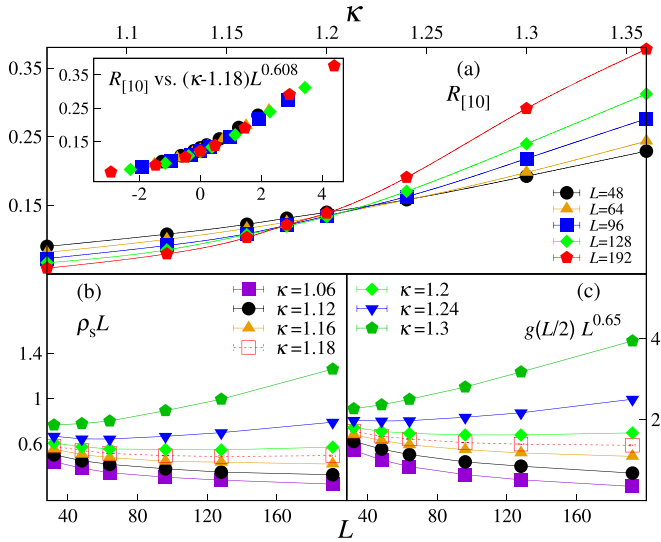 κ
1.1 1.15 1.2 1.25 1.3 1.35
0.35
0.25
0.15
R[10] vs. (κ-1.18)L^0.608
0.35
0.25
0.15
-2 0 2 4
(a)
R[10]
L=48
L=64
L=96
L=128
L=192
(b)
ρsL
κ=1.06
κ=1.12
κ=1.16
κ=1.18
κ=1.2
κ=1.24
κ=1.3
(c)
g(L/2) L^0.65
1.4
1
0.6
4
2
40 80 120 160
40 80 120 160
L